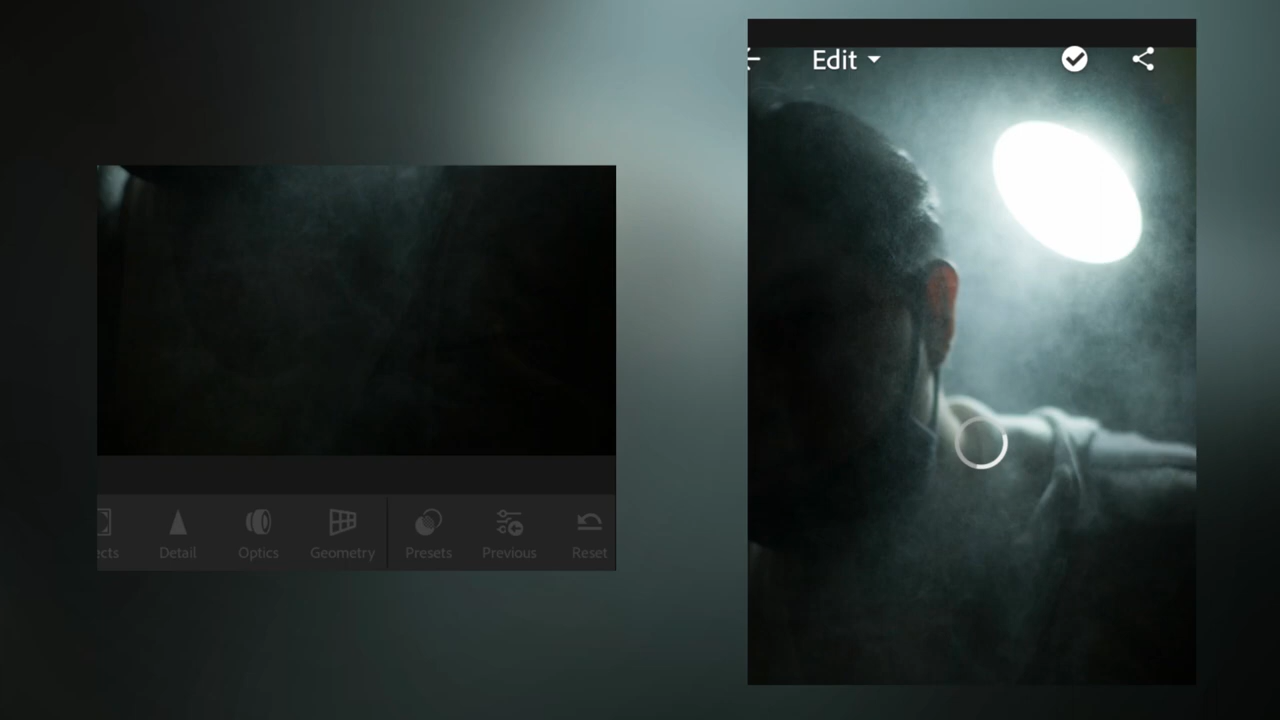 Edit
ects
Detail
Optics
Geometry
Presets
Previous
Reset